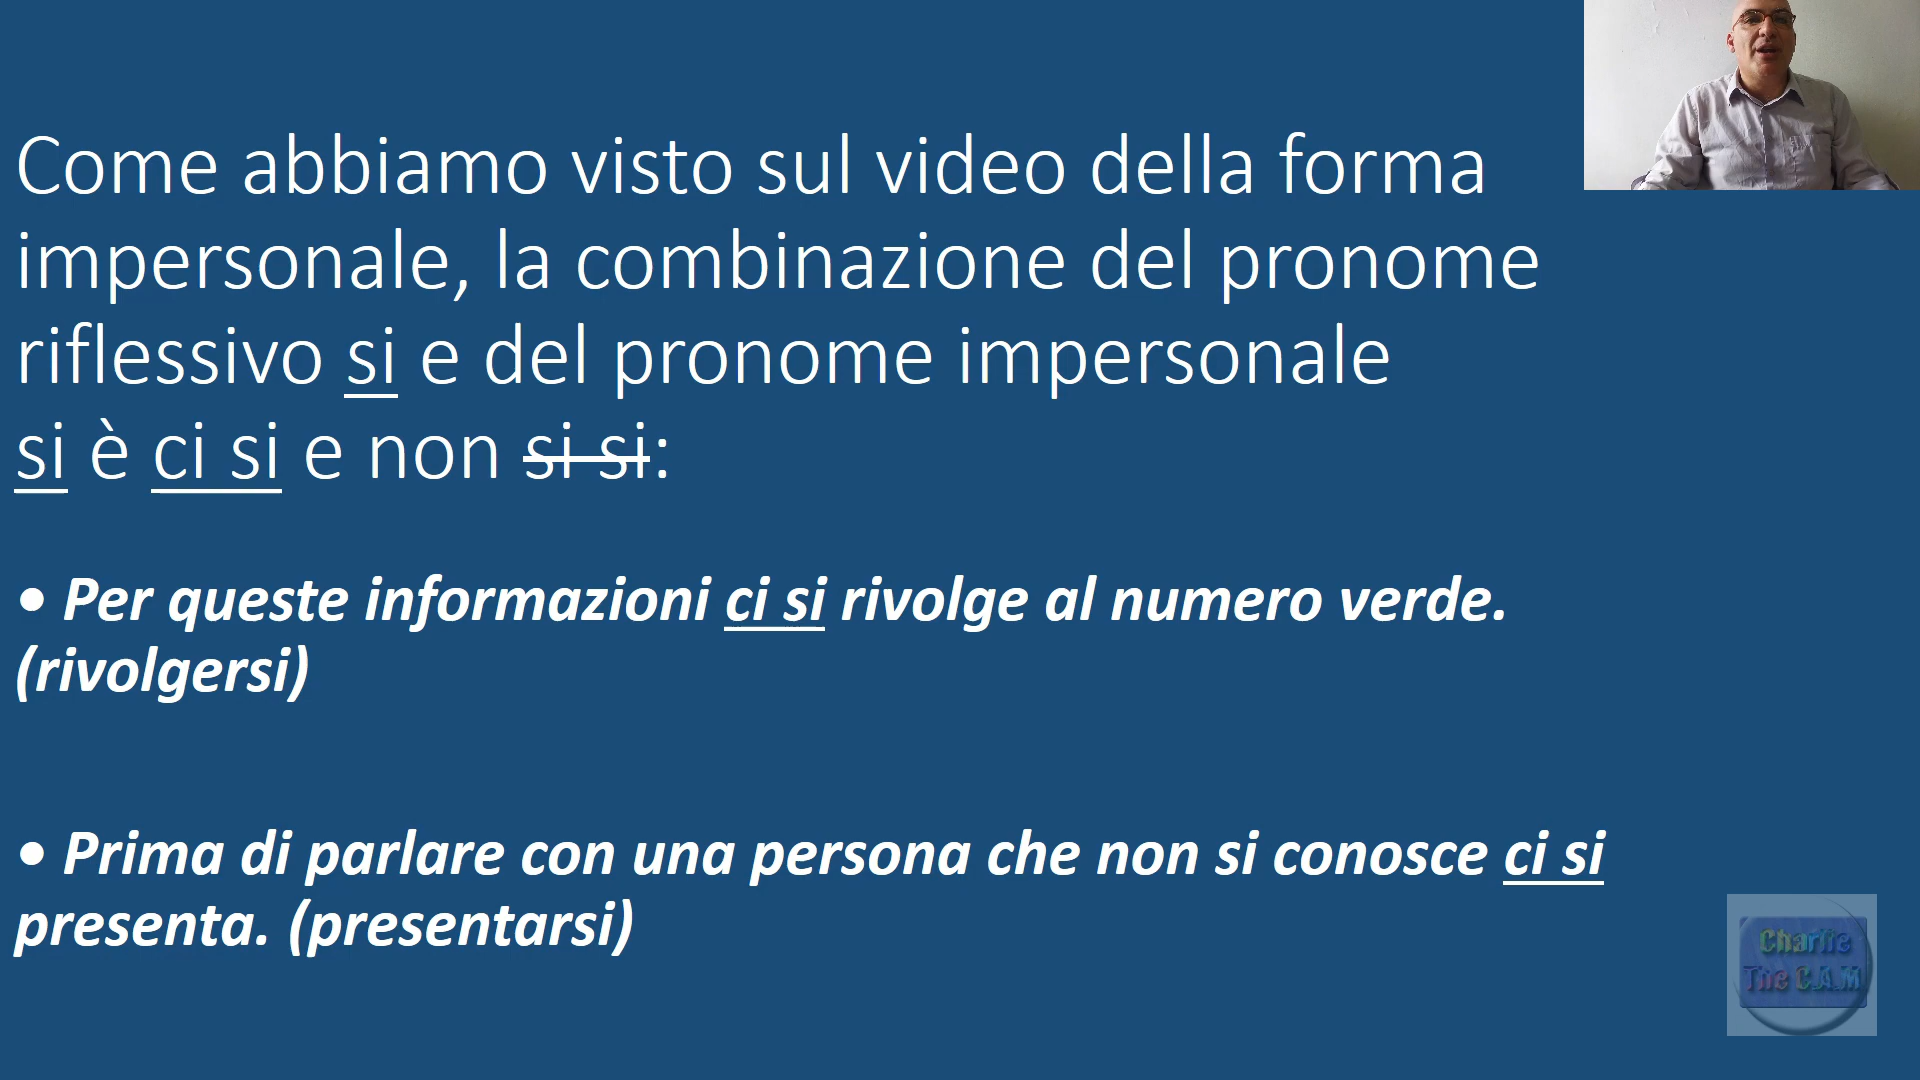 Come abbiamo visto sul video della forma
impersonale, la combinazione del pronome
riflessivo si e del pronome impersonale
si è ci si e non si si:
• Per queste informazioni ci si rivolge al numero verde.
(rivolgersi)
• Prima di parlare con una persona che non si conosce ci si
presenta. (presentarsi)
Charlie
The C.A.M